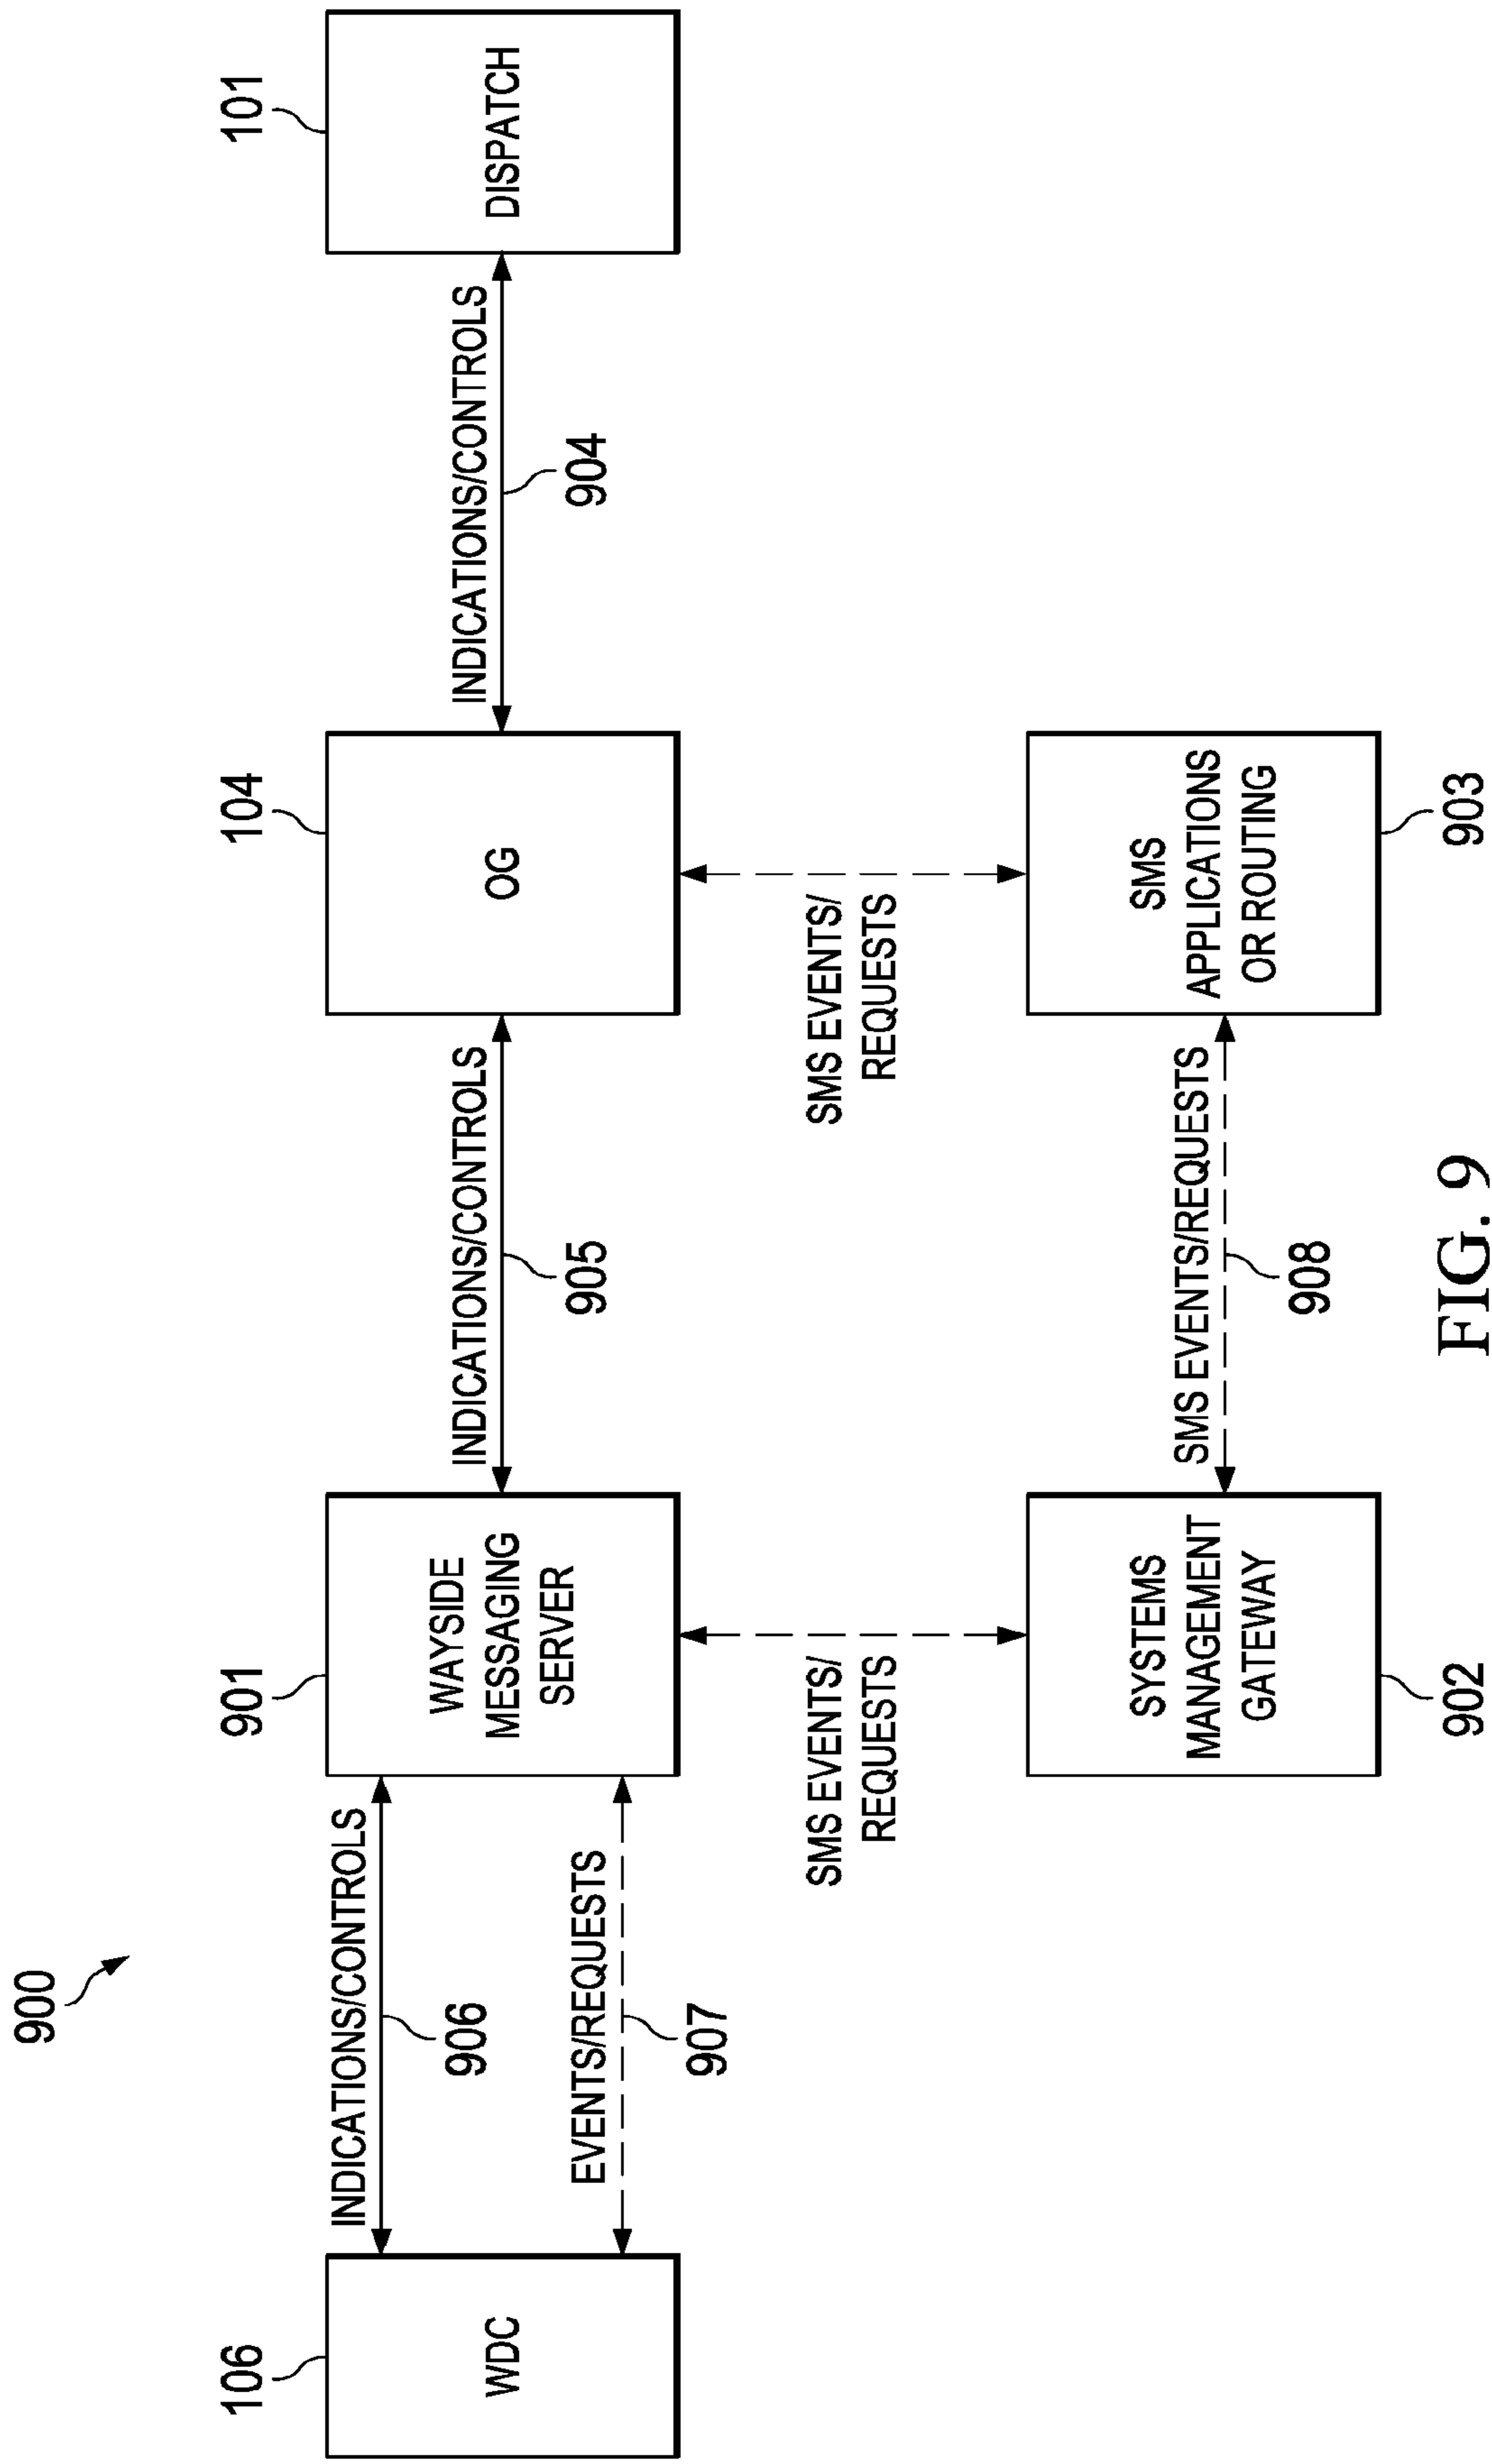 900
106
901
104
101
WDC
INDICATIONS/CONTROLS
906
EVENTS/REQUESTS
907
WAYSIDE
MESSAGING
SERVER
INDICATIONS/CONTROLS
905
OG
INDICATIONS/CONTROLS
904
DISPATCH
SMS EVENTS/
REQUESTS
SMS EVENTS/
REQUESTS
SYSTEMS
MANAGEMENT
GATEWAY
902
SMS EVENTS/REQUESTS
908
SMS
APPLICATIONS
OR ROUTING
903
FIG. 9